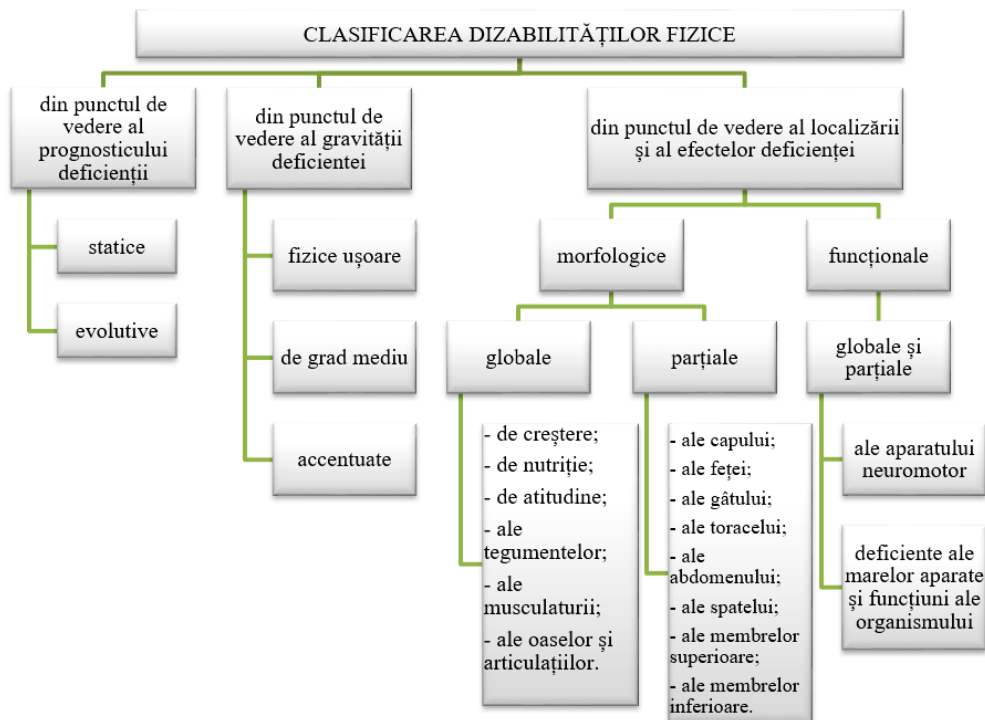 CLASIFICAREA DIZABILITĂȚILOR FIZICE
din punctul de
vedere al
prognosticului
deficienții
statice
evolutive
din punctul de
vedere al gravității
deficientei
fizice ușoare
de grad mediu
accentuate
din punctul de vedere al localizării
și al efectelor deficienței
morfologice
globale
- de creștere;
- de nutriție;
- de atitudine;
- ale
tegumentelor;
- ale
musculaturii;
- ale oaselor și
articulațiilor.
parțiale
- ale capului;
- ale feței;
- ale gâtului;
- ale toracelui;
- ale
abdomenului;
- ale spatelui;
- ale membrelor
superioare;
- ale membrelor
inferioare.
funcționale
globale și
parțiale
ale aparatului
neuromotor
deficiente ale
marelor aparate
și funcțiuni ale
organismului